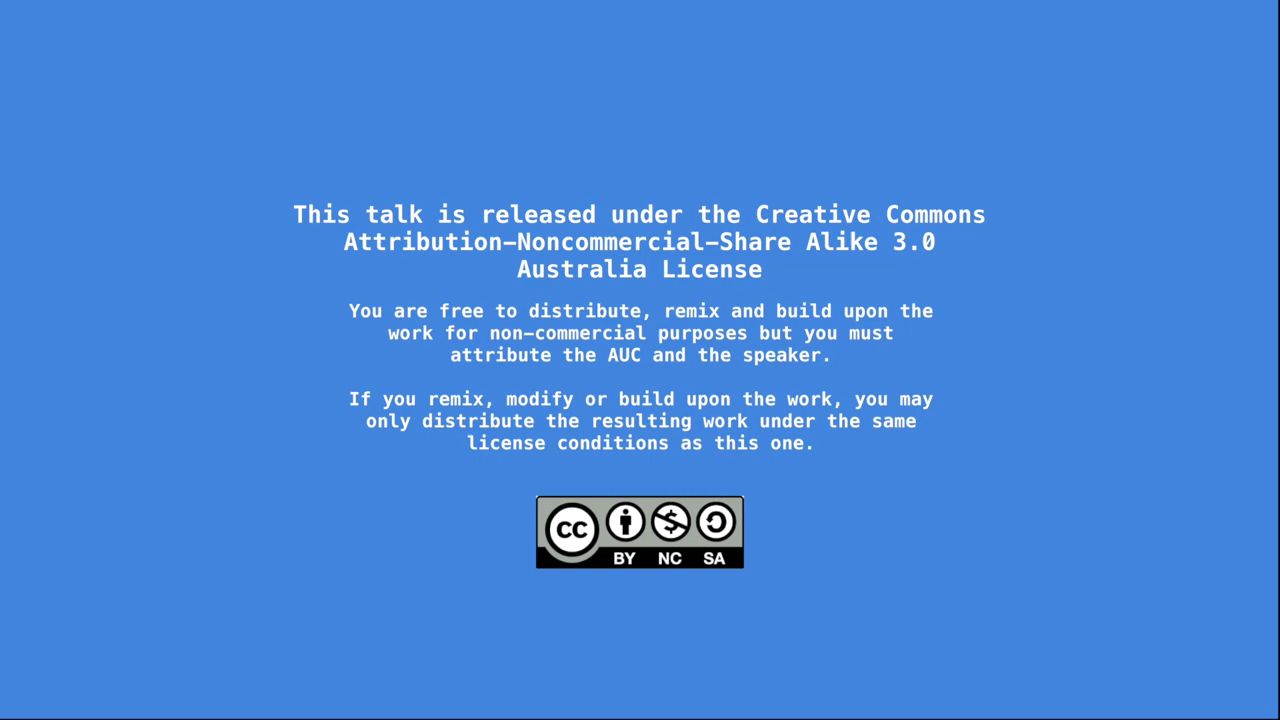 This talk is released under the Creative Commons
Attribution-Noncommercial-Share Alike 3.0
Australia License
You are free to distribute, remix and build upon the
work for non-commercial purposes but you must
attribute the AUC and the speaker.
If you remix, modify or build upon the work, you may
only distribute the resulting work under the same
license conditions as this one.
CC
BY NC SA